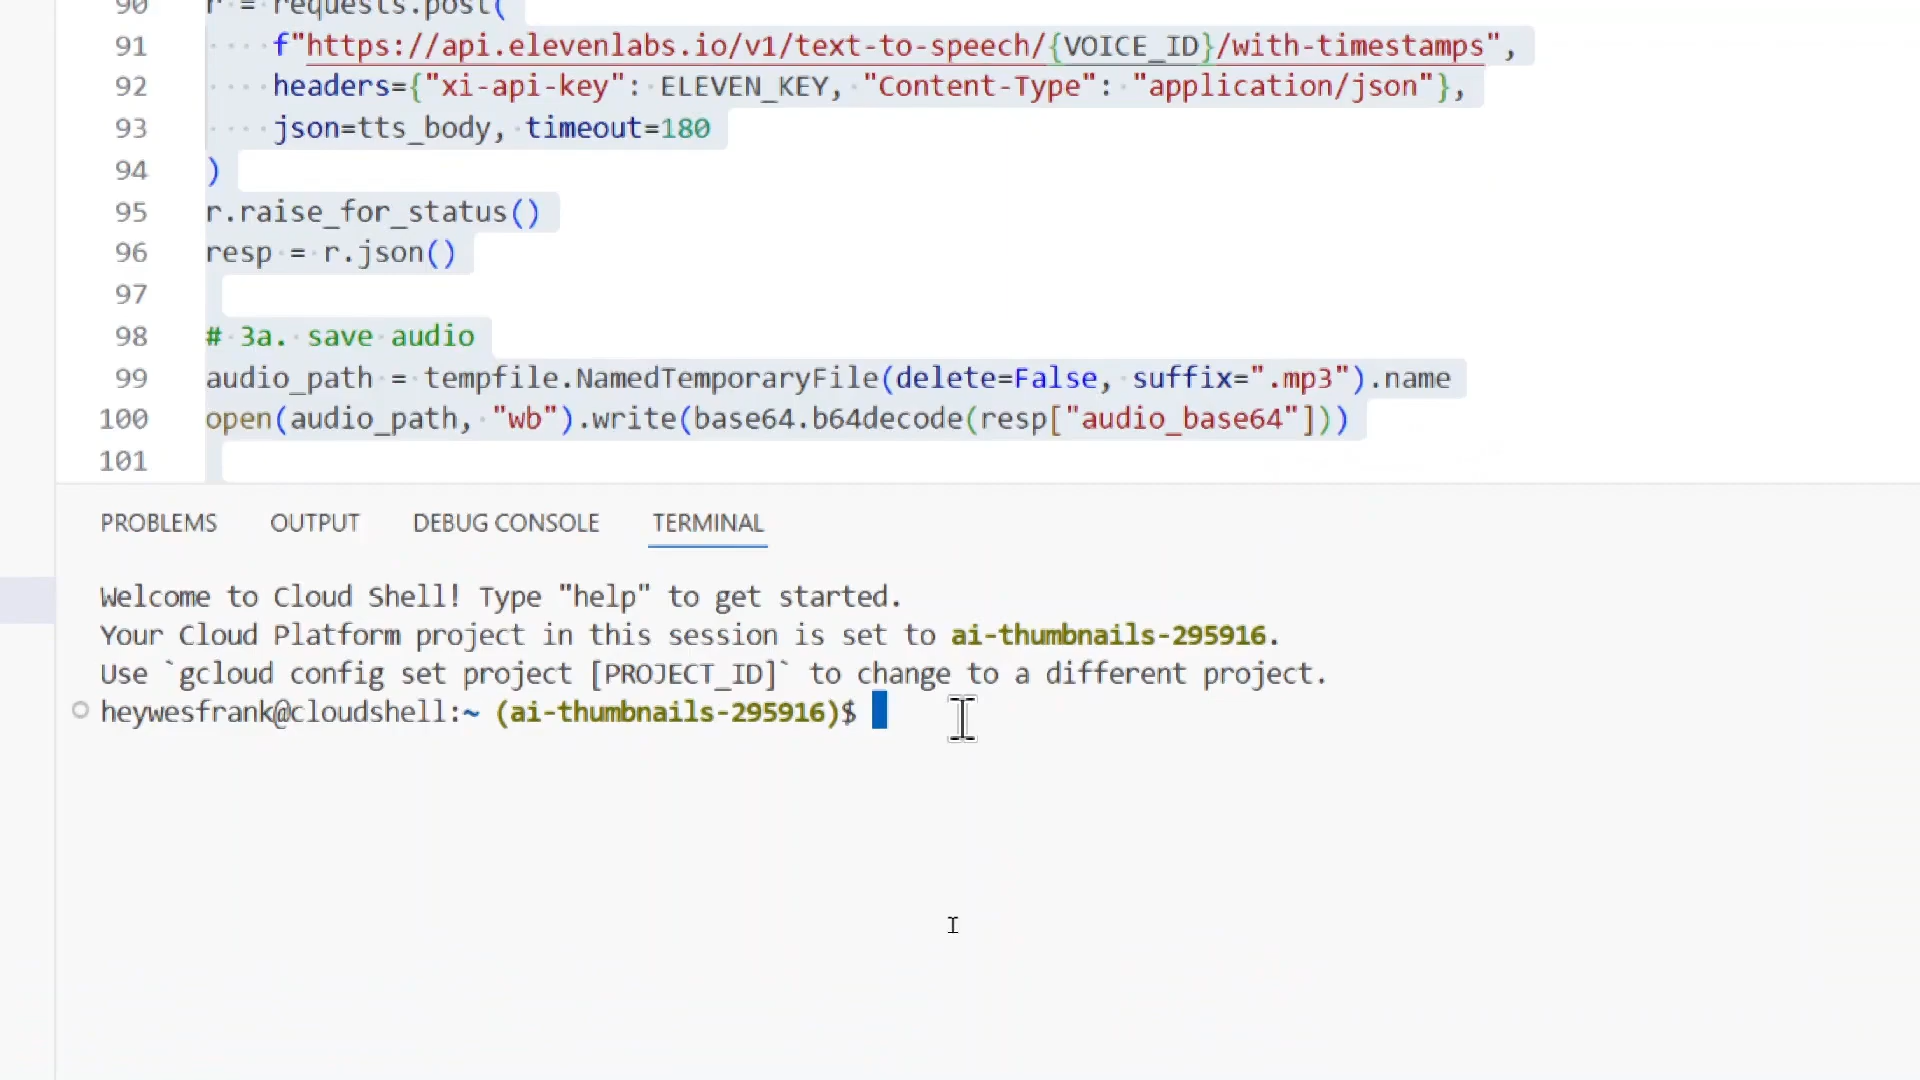 90 r = requests.post(
91 f"https://api.elevenlabs.io/v1/text-to-speech/{VOICE_ID}/with-timestamps",
92 headers={"xi-api-key": ELEVEN_KEY, "Content-Type": "application/json"},
93 json=tts_body, timeout=180
94 )
95 r.raise_for_status()
96 resp = r.json()
97
98 # 3a. save audio
99 audio_path = tempfile.NamedTemporaryFile(delete=False, suffix=".mp3").name
100 open(audio_path, "wb").write(base64.b64decode(resp["audio_base64"]))
101
PROBLEMS OUTPUT DEBUG CONSOLE TERMINAL
Welcome to Cloud Shell! Type "help" to get started.
Your Cloud Platform project in this session is set to ai-thumbnails-295916.
Use `gcloud config set project [PROJECT_ID]` to change to a different project.
heywesfrank@cloudshell:~ (ai-thumbnails-295916)$